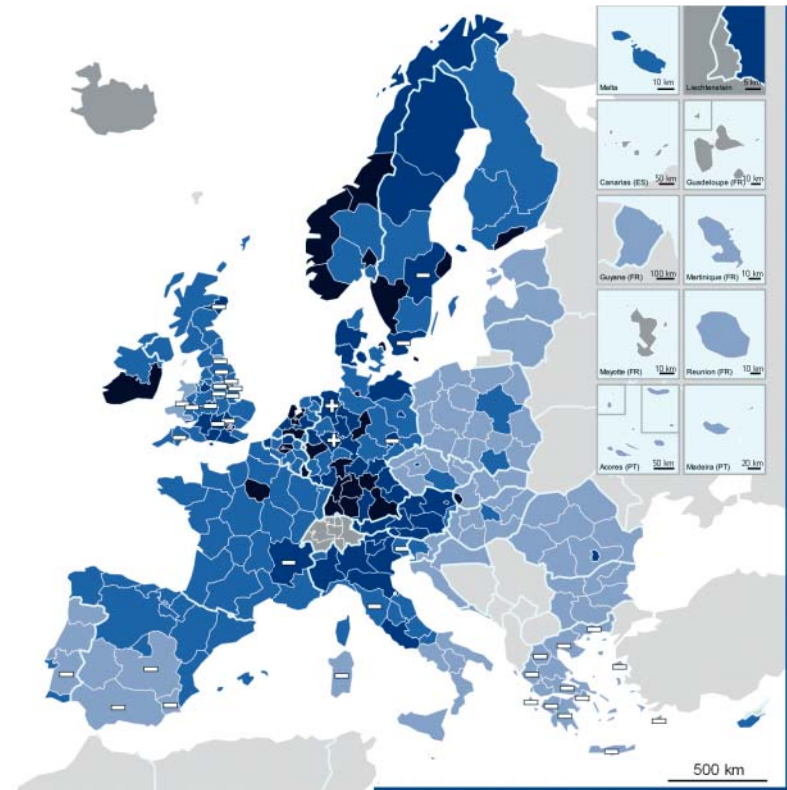 Malta
10 km
Liechtenstein
5 km
Canarias (ES)
50 km
Guadeloupe (FR)
10 km
Guyane (FR)
100 km
Martinique (FR)
10 km
Mayotte (FR)
10 km
Reunion (FR)
10 km
Acores (PT)
50 km
Madeira (PT)
20 km
500 km